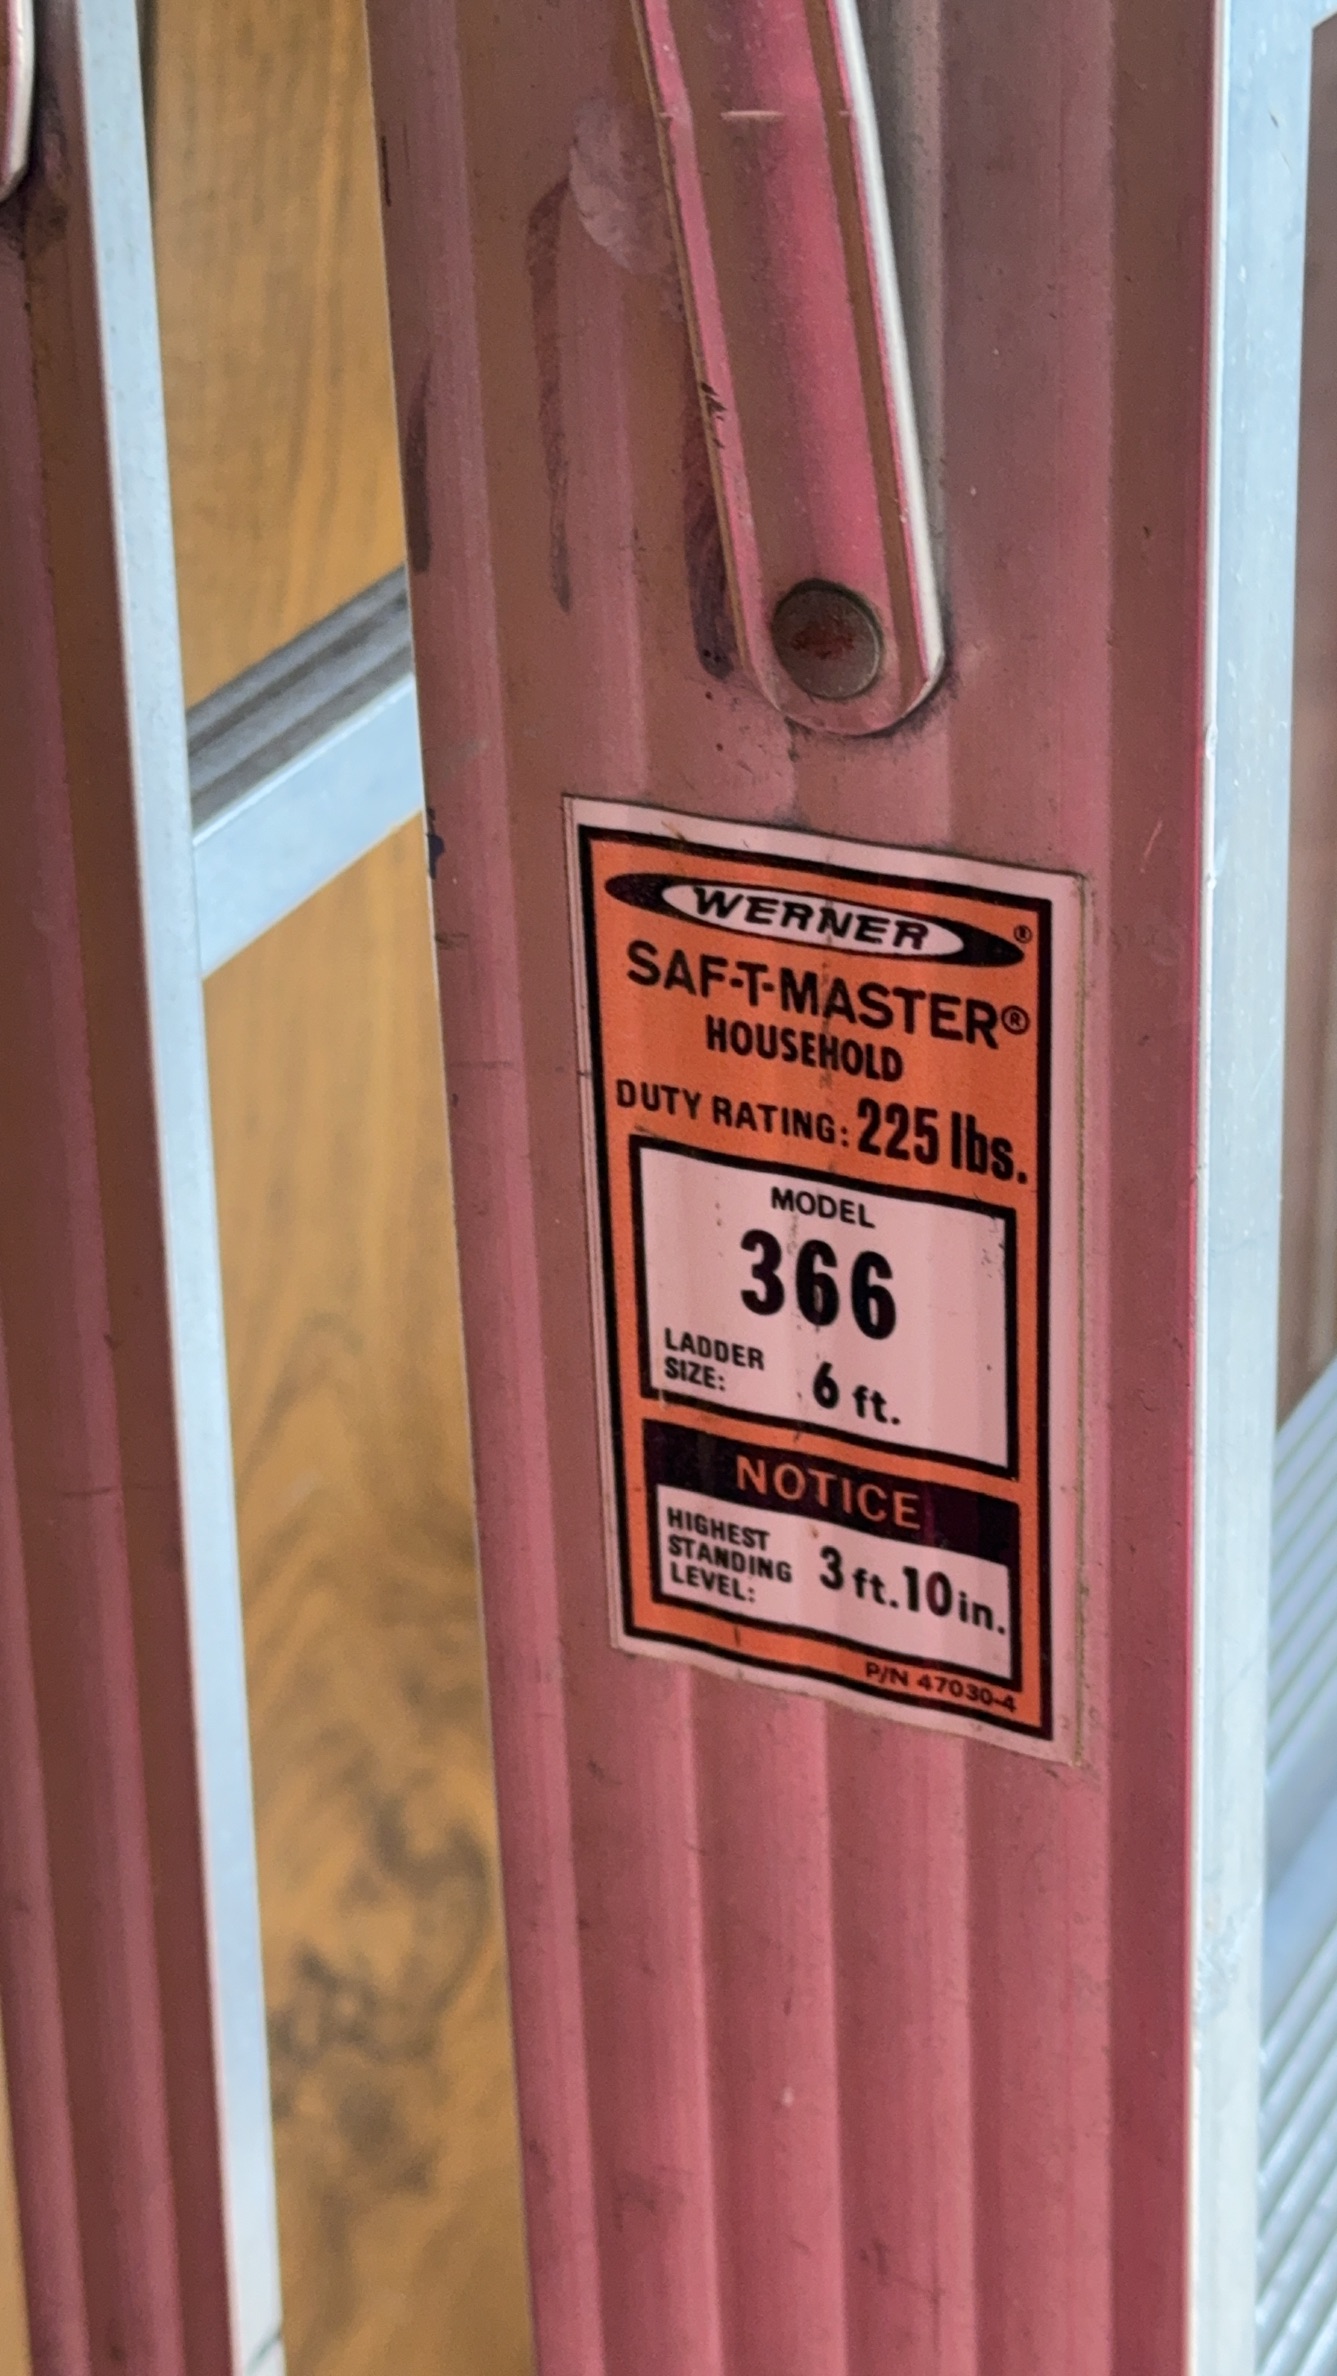 WERNER®
SAF-T-MASTER®
HOUSEHOLD
DUTY RATING: 225 lbs.
MODEL
366
LADDER
SIZE: 6 ft.
NOTICE
HIGHEST
STANDING
LEVEL: 3 ft. 10 in.
P/N 47030-4